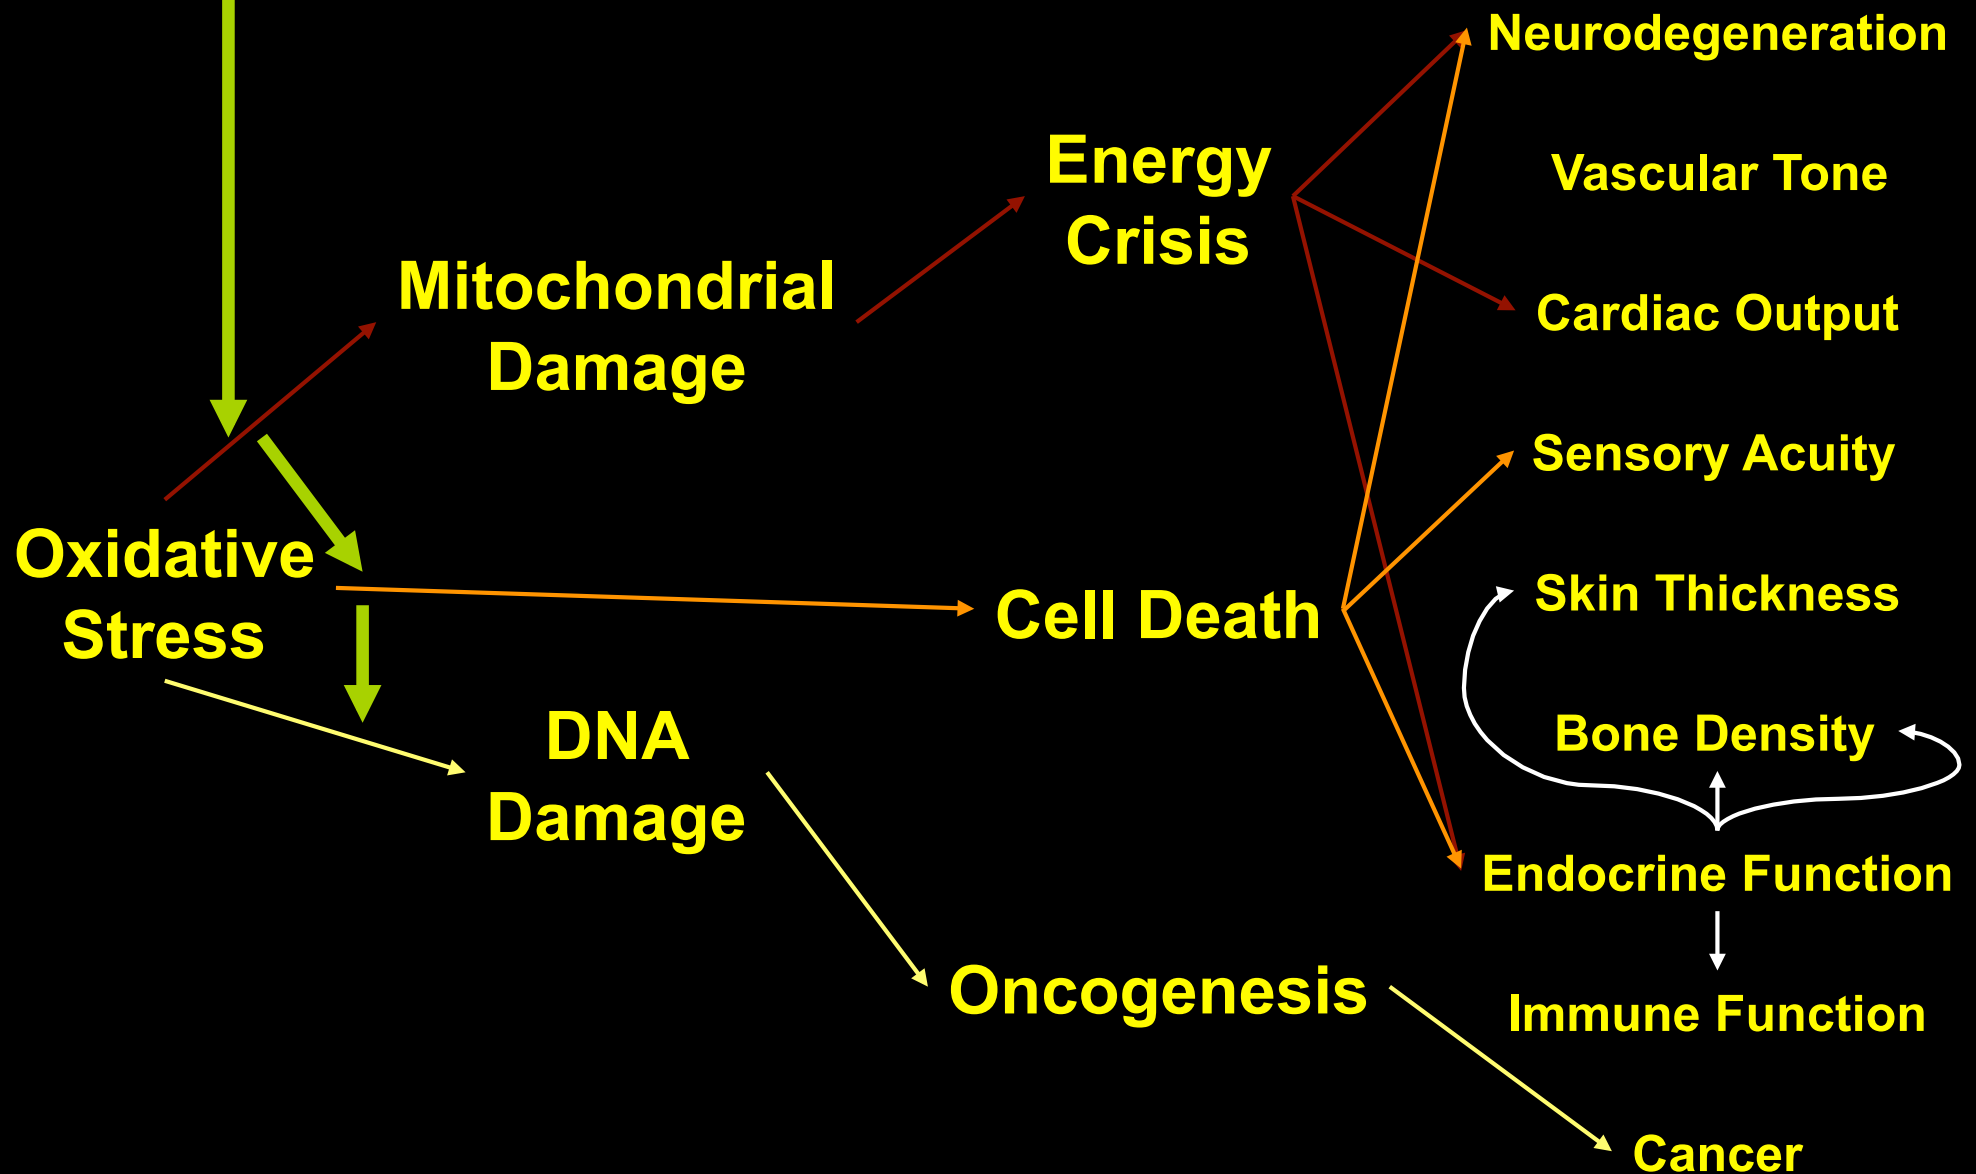 Neurodegeneration
Energy
Crisis
Vascular Tone
Mitochondrial
Damage
Cardiac Output
Sensory Acuity
Oxidative
Stress
Cell Death
Skin Thickness
DNA
Damage
Bone Density
Endocrine Function
Oncogenesis
Immune Function
Cancer